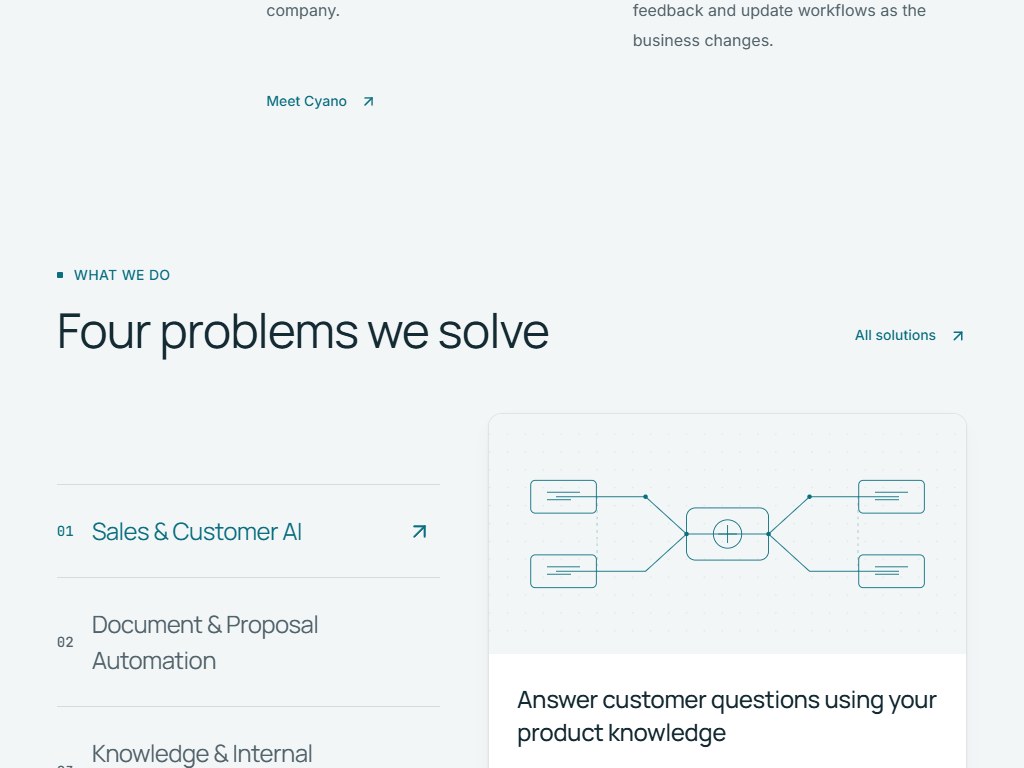 company.
feedback and update workflows as the
business changes.
Meet Cyano
WHAT WE DO
Four problems we solve
All solutions
01 Sales & Customer AI
02 Document & Proposal
Automation
Knowledge & Internal
Answer customer questions using your
product knowledge